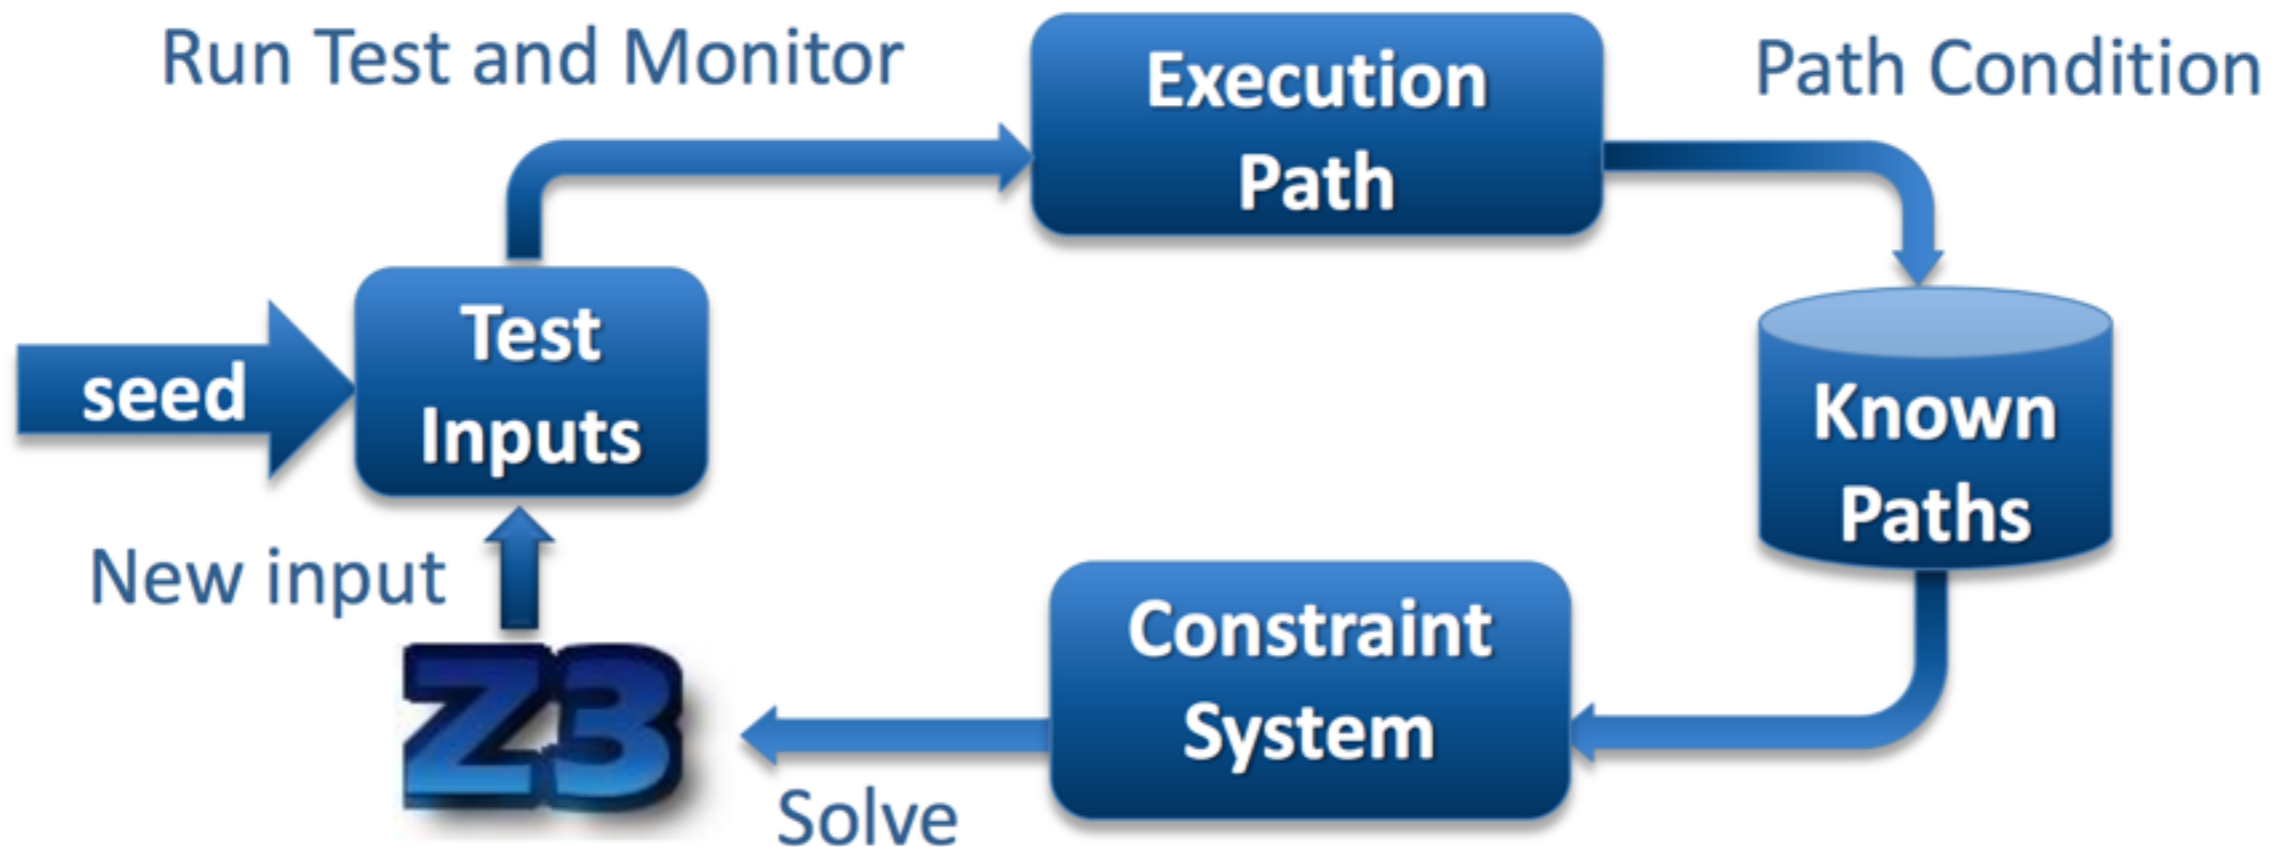 Run Test and Monitor
Execution
Path
Path Condition
seed
Test
Inputs
Known
Paths
New input
Constraint
System
Z3
Solve